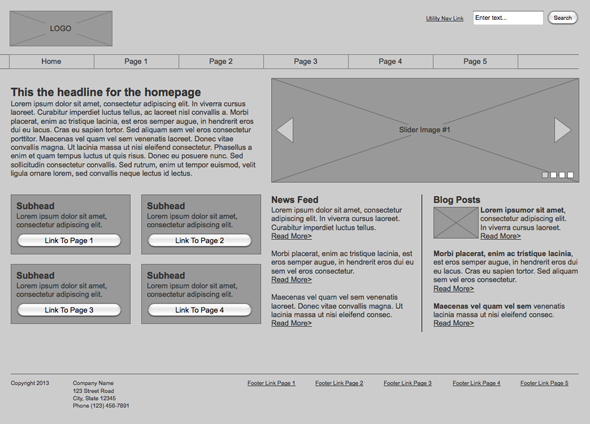 LOGO
Utility Nav Link
Enter text...
Search
Home
Page 1
Page 2
Page 3
Page 4
Page 5
This the headline for the homepage
Lorem ipsum dolor sit amet, consectetur adipiscing elit. In viverra cursus
laoreet. Curabitur imperdiet luctus tellus, ac laoreet nisl convallis a. Morbi
placerat, enim ac tristique lacinia, est eros semper augue, in hendrerit eros
dui eu lacus. Cras eu sapien tortor. Sed aliquam sem vel eros consectetur
porttitor. Maecenas vel quam vel sem venenatis laoreet. Donec vitae
convallis magna. Ut lacinia massa ut nisi eleifend consectetur. Phasellus a
enim et quam tempus luctus ut quis risus. Donec eu posuere nunc. Sed
sollicitudin consectetur convallis. Sed rutrum, enim ut tempor euismod, velit
ligula ornare lorem, sed convallis neque lectus id lectus.
Slider Image #1
Subhead
Lorem ipsum dolor sit amet,
consectetur adipiscing elit.
Link To Page 1
Subhead
Lorem ipsum dolor sit amet,
consectetur adipiscing elit.
Link To Page 2
Subhead
Lorem ipsum dolor sit amet,
consectetur adipiscing elit.
Link To Page 3
Subhead
Lorem ipsum dolor sit amet,
consectetur adipiscing elit.
Link To Page 4
News Feed
Lorem ipsum dolor sit amet, consectetur
adipiscing elit. In viverra cursus laoreet.
Curabitur imperdiet luctus tellus.
Read More>
Morbi placerat, enim ac tristique lacinia,
est eros semper augue, in hendrerit eros dui eu
sem vel eros consectetur.
Read More>
Maecenas vel quam vel sem venenatis
laoreet. Donec vitae convallis magna. Ut
lacinia massa ut nisi eleifend consec.
Read More>
Blog Posts
Lorem ipsumor sit amet,
consectetur adipiscing elit.
In viverra cursus laoreet.
Read More>
Morbi placerat, enim ac tristique lacinia,
est eros semper augue, in hendrerit eros dui
eu lacus. Cras eu sapien tortor. Sed aliquam
sem vel eros consectetur.
Read More>
Maecenas vel quam vel sem venenatis
laoreet. lacinia massa ut nisi eleifend.
Read More>
Copyright 2013
Company Name
123 Street Road
City, State 12345
Phone (123) 456-7891
Footer Link Page 1
Footer Link Page 2
Footer Link Page 3
Footer Link Page 4
Footer Link Page 5